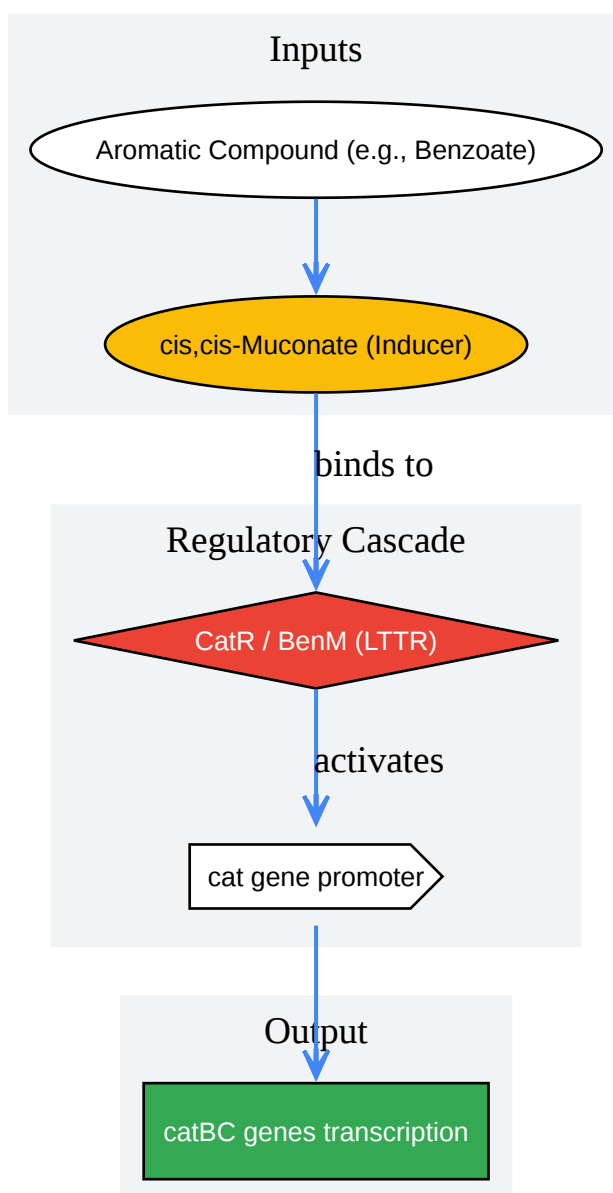 Inputs
Aromatic Compound (e.g., Benzoate)
cis,cis-Muconate (Inducer)
binds to
Regulatory Cascade
CatR / BenM (LTTR)
activates
cat gene promoter
Output
catBC genes transcription